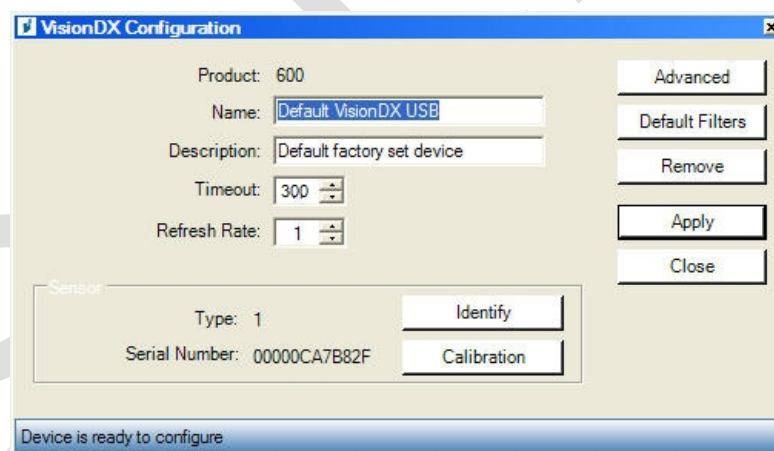 VisionDX Configuration
Product: 600
Name: Default VisionDX USB
Description: Default factory set device
Timeout: 300
Refresh Rate: 1
Advanced
Default Filters
Remove
Apply
Close
Sensor
Type: 1
Serial Number: 00000CA7B82F
Identify
Calibration
Device is ready to configure